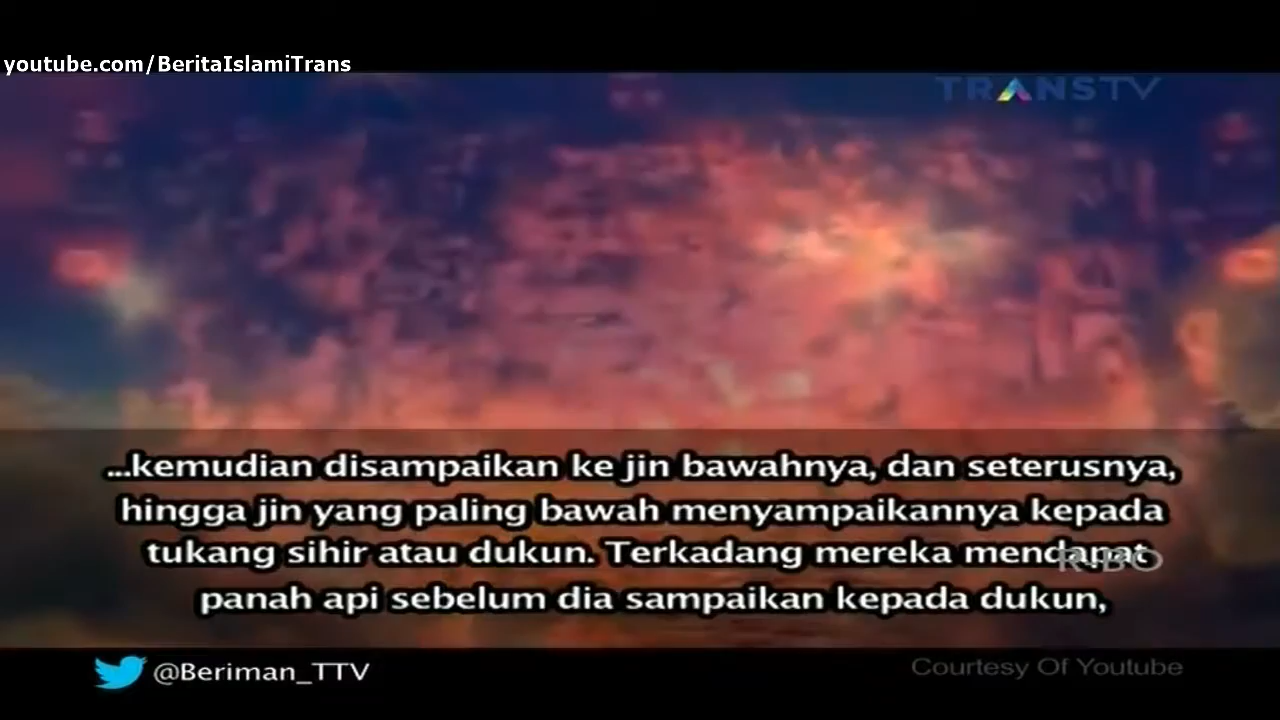 youtube.com/BeritaIslamiTrans
TRANSTV
...kemudian disampaikan ke jin bawahnya, dan seterusnya,
hingga jin yang paling bawah menyampaikannya kepada
tukang sihir atau dukun. Terkadang mereka mendapat
R-BO
panah api sebelum dia sampaikan kepada dukun,
@Beriman_TTV
Courtesy Of Youtube